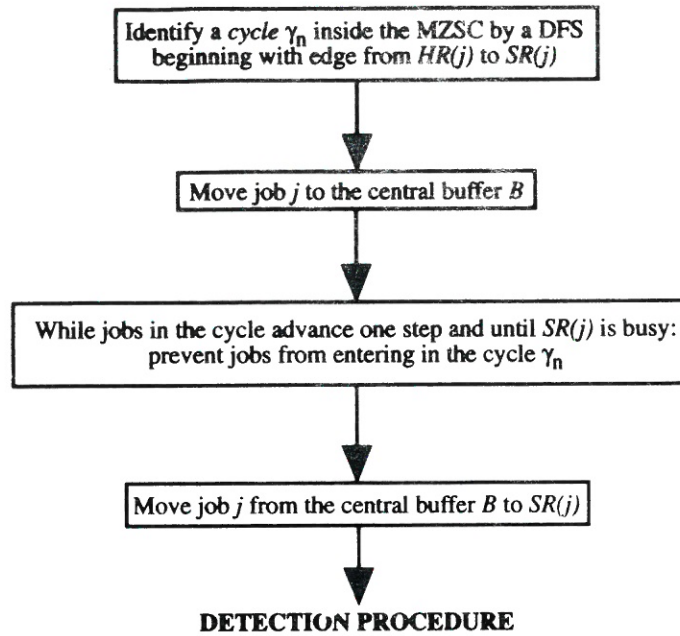 Identify a cycle γn inside the MZSC by a DFS
beginning with edge from HR(j) to SR(j)
Move job j to the central buffer B
While jobs in the cycle advance one step and until SR(j) is busy:
prevent jobs from entering in the cycle γn
Move job j from the central buffer B to SR(j)
DETECTION PROCEDURE